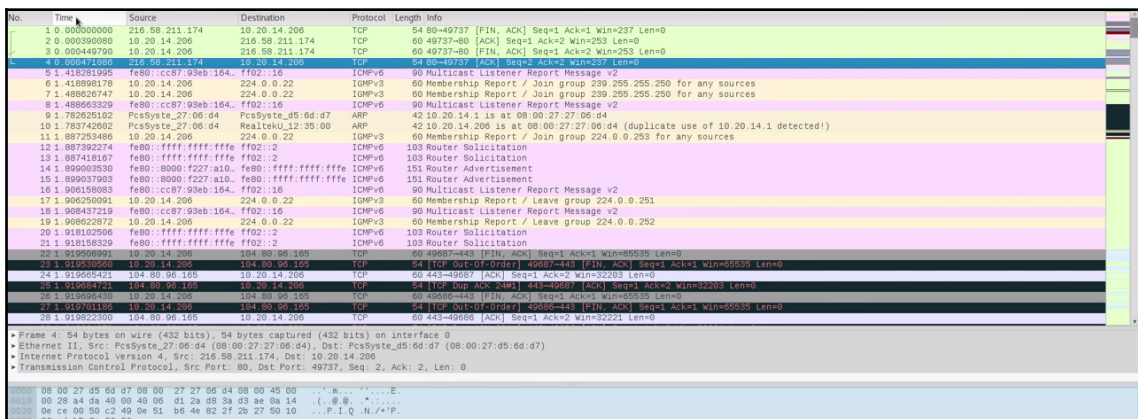 No. Time Source Destination Protocol Length Info
1 0.000000000 216.58.211.174 10.20.14.206 TCP 54 80→49737 [FIN, ACK] Seq=1 Ack=1 Win=237 Len=0
2 0.000390080 10.20.14.206 216.58.211.174 TCP 60 49737→80 [FIN, ACK] Seq=1 Ack=2 Win=253 Len=0
3 0.000449790 10.20.14.206 216.58.211.174 TCP 60 49737→80 [ACK] Seq=2 Ack=2 Win=253 Len=0
4 0.000471086 216.58.211.174 10.20.14.206 TCP 54 80→49737 [ACK] Seq=2 Ack=2 Win=237 Len=0
5 1.418281995 fe80::cc87:93eb:164… ff02::16 ICMPv6 90 Multicast Listener Report Message v2
6 1.418898178 10.20.14.206 224.0.0.22 IGMPv3 60 Membership Report / Join group 239.255.255.250 for any sources
7 1.488626747 10.20.14.206 224.0.0.22 IGMPv3 60 Membership Report / Join group 239.255.255.250 for any sources
8 1.488663329 fe80::cc87:93eb:164… ff02::16 ICMPv6 90 Multicast Listener Report Message v2
9 1.782625102 PcsSyste_27:06:d4 PcsSyste_d5:6d:d7 ARP 42 10.20.14.1 is at 08:00:27:27:06:d4
10 1.783742602 PcsSyste_27:06:d4 RealtekU_12:35:00 ARP 42 10.20.14.206 is at 08:00:27:27:06:d4 (duplicate use of 10.20.14.1 detected!)
11 1.887253486 10.20.14.206 224.0.0.22 IGMPv3 60 Membership Report / Join group 224.0.0.253 for any sources
12 1.887392274 fe80::ffff:ffff:fffe ff02::2 ICMPv6 103 Router Solicitation
13 1.887418167 fe80::ffff:ffff:fffe ff02::2 ICMPv6 103 Router Solicitation
14 1.899003530 fe80::8000:f227:a10… fe80::ffff:ffff:fffe ICMPv6 151 Router Advertisement
15 1.899037903 fe80::8000:f227:a10… fe80::ffff:ffff:fffe ICMPv6 151 Router Advertisement
16 1.906158083 fe80::cc87:93eb:164… ff02::16 ICMPv6 90 Multicast Listener Report Message v2
17 1.906250091 10.20.14.206 224.0.0.22 IGMPv3 60 Membership Report / Leave group 224.0.0.251
18 1.908437219 fe80::cc87:93eb:164… ff02::16 ICMPv6 90 Multicast Listener Report Message v2
19 1.908622872 10.20.14.206 224.0.0.22 IGMPv3 60 Membership Report / Leave group 224.0.0.252
20 1.918102506 fe80::ffff:ffff:fffe ff02::2 ICMPv6 103 Router Solicitation
21 1.918158329 fe80::ffff:ffff:fffe ff02::2 ICMPv6 103 Router Solicitation
22 1.919506991 10.20.14.206 104.80.96.165 TCP 60 49687→443 [FIN, ACK] Seq=1 Ack=1 Win=65535 Len=0
23 1.919530560 10.20.14.206 104.80.96.165 TCP 54 [TCP Out-Of-Order] 49687→443 [FIN, ACK] Seq=1 Ack=1 Win=65535 Len=0
24 1.919665421 104.80.96.165 10.20.14.206 TCP 60 443→49687 [ACK] Seq=1 Ack=2 Win=32203 Len=0
25 1.919684721 104.80.96.165 10.20.14.206 TCP 54 [TCP Dup ACK 24#1] 443→49687 [ACK] Seq=1 Ack=2 Win=32203 Len=0
26 1.919696430 10.20.14.206 104.80.96.165 TCP 60 49686→443 [FIN, ACK] Seq=1 Ack=1 Win=65535 Len=0
27 1.919701186 10.20.14.206 104.80.96.165 TCP 54 [TCP Out-Of-Order] 49686→443 [FIN, ACK] Seq=1 Ack=1 Win=65535 Len=0
28 1.919822300 104.80.96.165 10.20.14.206 TCP 60 443→49686 [ACK] Seq=1 Ack=2 Win=32221 Len=0
Frame 4: 54 bytes on wire (432 bits), 54 bytes captured (432 bits) on interface 0
Ethernet II, Src: PcsSyste_27:06:d4 (08:00:27:27:06:d4), Dst: PcsSyste_d5:6d:d7 (08:00:27:d5:6d:d7)
Internet Protocol Version 4, Src: 216.58.211.174, Dst: 10.20.14.206
Transmission Control Protocol, Src Port: 80, Dst Port: 49737, Seq: 2, Ack: 2, Len: 0
0000 08 00 27 d5 6d d7 08 00 27 27 06 d4 08 00 45 00 ..'.m... ''....E.
0010 00 28 a4 da 40 00 40 06 d1 2a d8 3a d3 ae 0a 14 .(..@.@. .*.:....
0020 0e ce 00 50 c2 49 0e 51 b6 4e 82 2f 2b 27 50 10 ...P.I.Q .N./+'P.